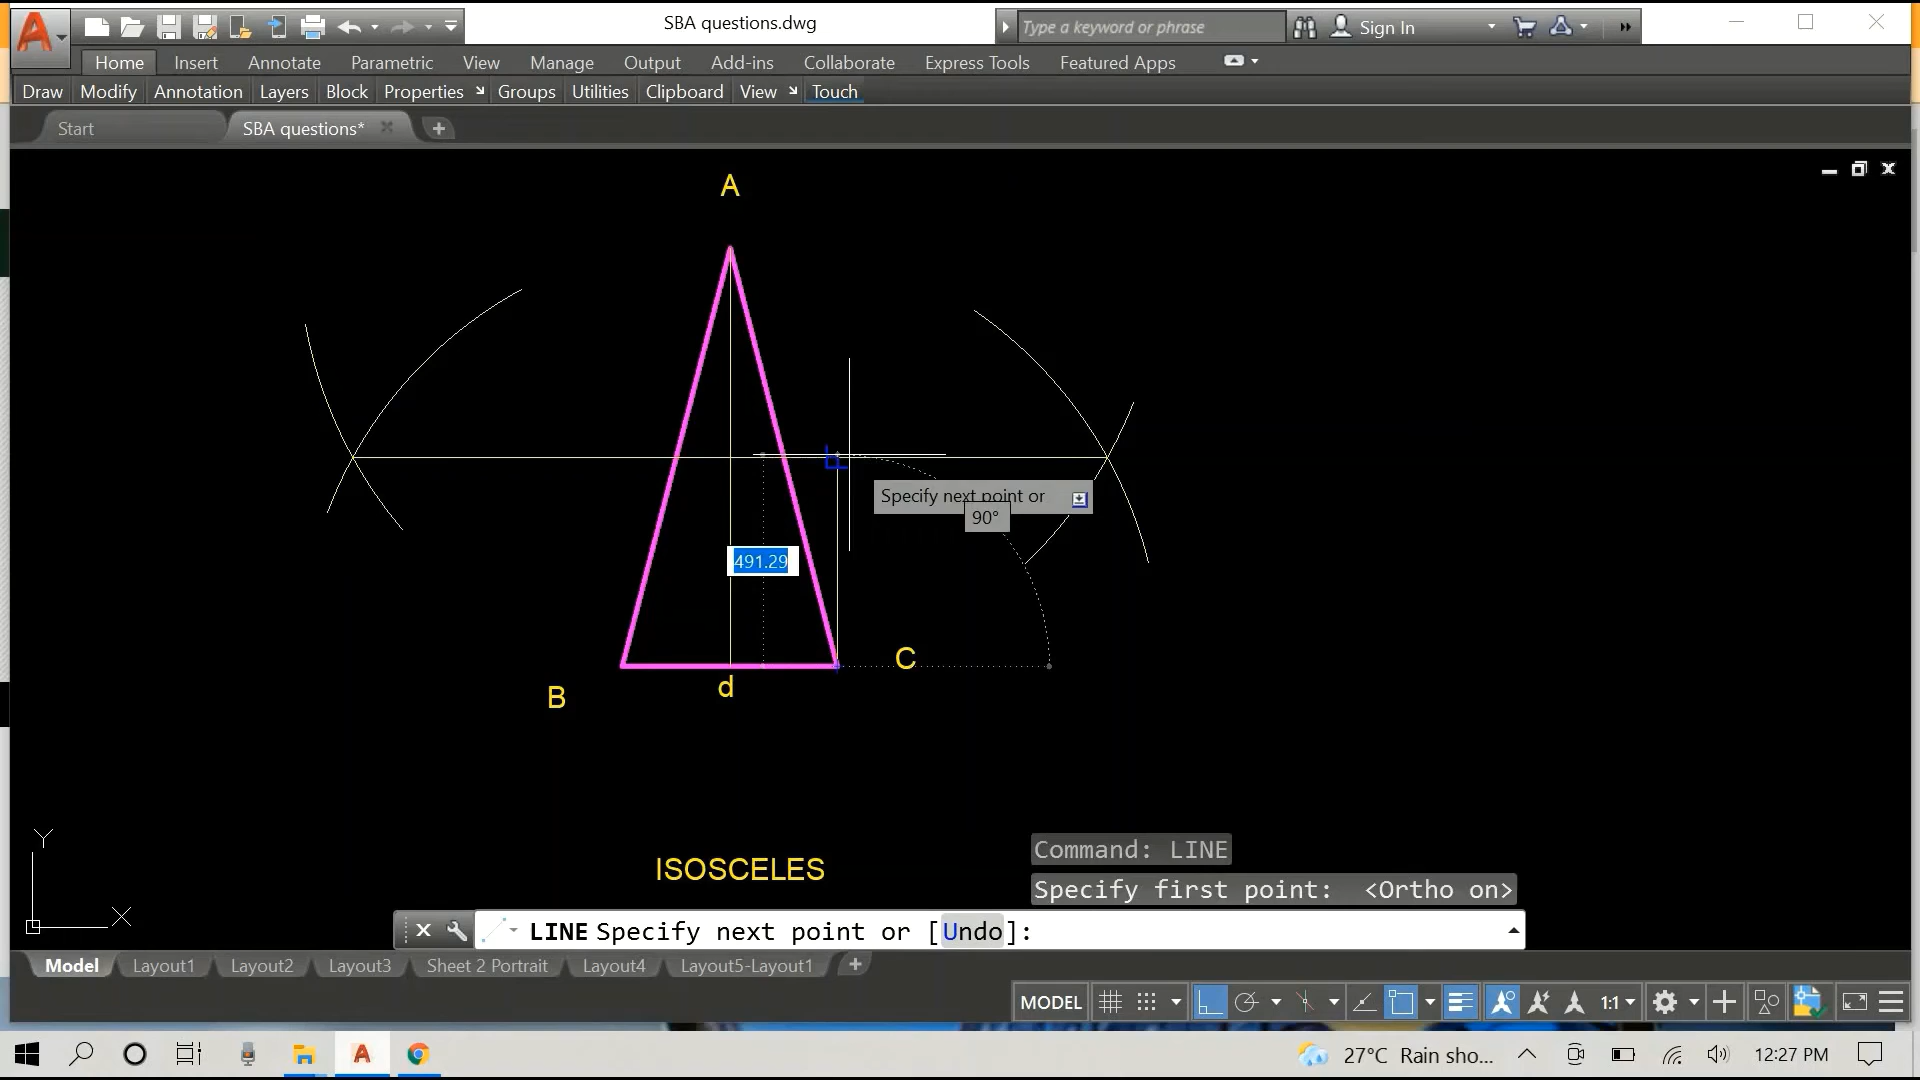 SBA questions.dwg
Type a keyword or phrase
Sign In
Home Insert Annotate Parametric View Manage Output Add-ins Collaborate Express Tools Featured Apps
Draw Modify Annotation Layers Block Properties Groups Utilities Clipboard View Touch
Start SBA questions*
A
Specify next point or
90°
491.29
C
d
B
Y
X
ISOSCELES
Command: LINE
Specify first point: <Ortho on>
LINE Specify next point or [Undo]:
Model Layout1 Layout2 Layout3 Sheet 2 Portrait Layout4 Layout5-Layout1
MODEL 1:1
27°C Rain sho... 12:27 PM